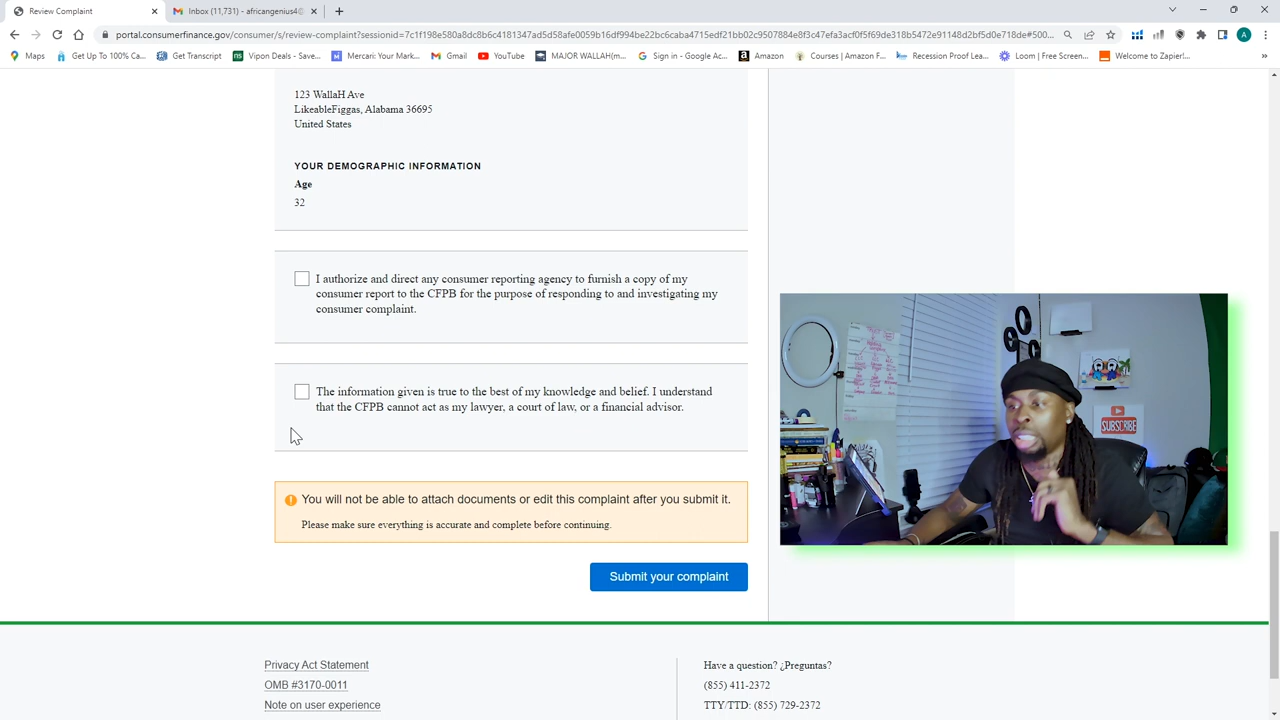 Review Complaint
Inbox (11,731) - africangenius4@
portal.consumerfinance.gov/consumer/s/review-complaint?sessionid=
Maps
Get Up To 100% Ca...
Get Transcript
Vipon Deals - Save...
Mercari: Your Mark...
Gmail
YouTube
MAJOR WALLAH(m...
Sign in - Google Ac...
Amazon
Courses | Amazon F...
Recession Proof Lea...
Loom | Free Screen...
Welcome to Zapier!...
123 WallaH Ave
LikeableFiggas, Alabama 36695
United States
YOUR DEMOGRAPHIC INFORMATION
Age
32
I authorize and direct any consumer reporting agency to furnish a copy of my
consumer report to the CFPB for the purpose of responding to and investigating my
consumer complaint.
The information given is true to the best of my knowledge and belief. I understand
that the CFPB cannot act as my lawyer, a court of law, or a financial advisor.
You will not be able to attach documents or edit this complaint after you submit it.
Please make sure everything is accurate and complete before continuing.
Submit your complaint
SUBSCRIBE
Privacy Act Statement
OMB #3170-0011
Note on user experience
Have a question? ¿Preguntas?
(855) 411-2372
TTY/TTD: (855) 729-2372